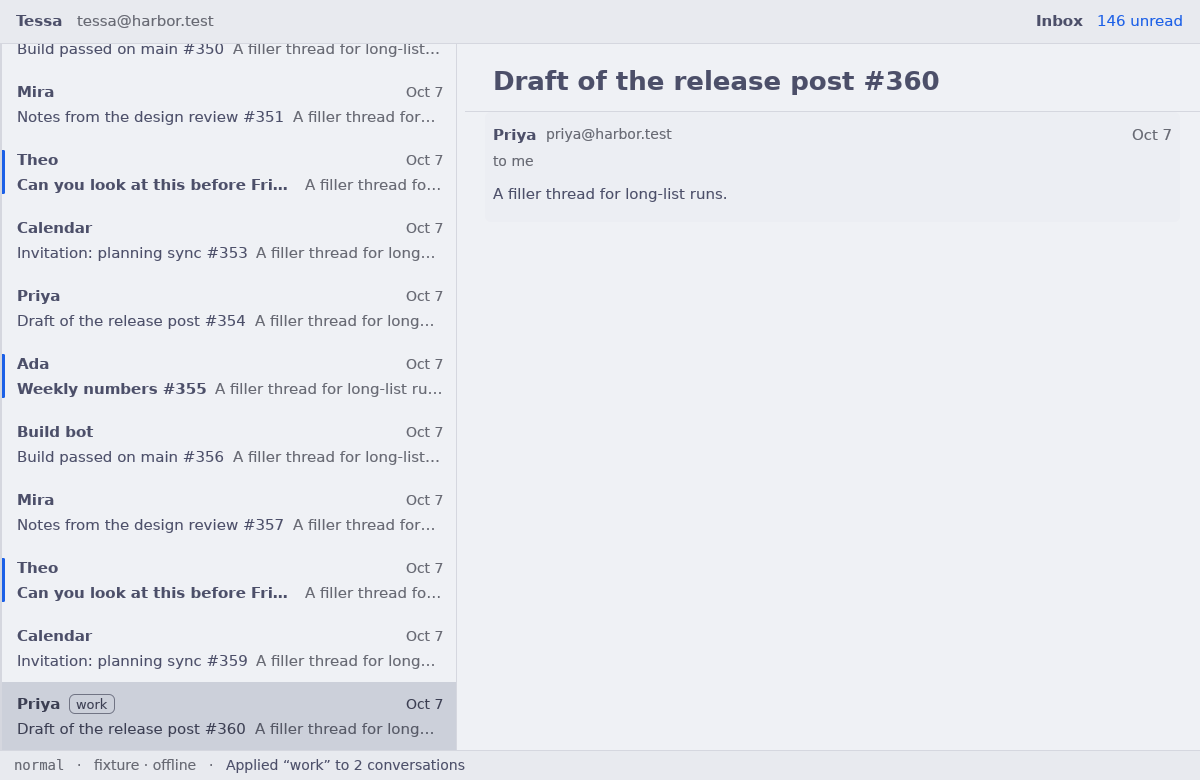 Tessa tessa@harbor.test Inbox 146 unread
Build passed on main #350 A filler thread for long-list…
Mira Oct 7
Notes from the design review #351 A filler thread for…
Theo Oct 7
Can you look at this before Fri… A filler thread fo…
Calendar Oct 7
Invitation: planning sync #353 A filler thread for long…
Priya Oct 7
Draft of the release post #354 A filler thread for long…
Ada Oct 7
Weekly numbers #355 A filler thread for long-list ru…
Build bot Oct 7
Build passed on main #356 A filler thread for long-list…
Mira Oct 7
Notes from the design review #357 A filler thread for…
Theo Oct 7
Can you look at this before Fri… A filler thread fo…
Calendar Oct 7
Invitation: planning sync #359 A filler thread for long…
Priya work Oct 7
Draft of the release post #360 A filler thread for long…
Draft of the release post #360
Priya priya@harbor.test Oct 7
to me
A filler thread for long-list runs.
normal · fixture · offline · Applied “work” to 2 conversations